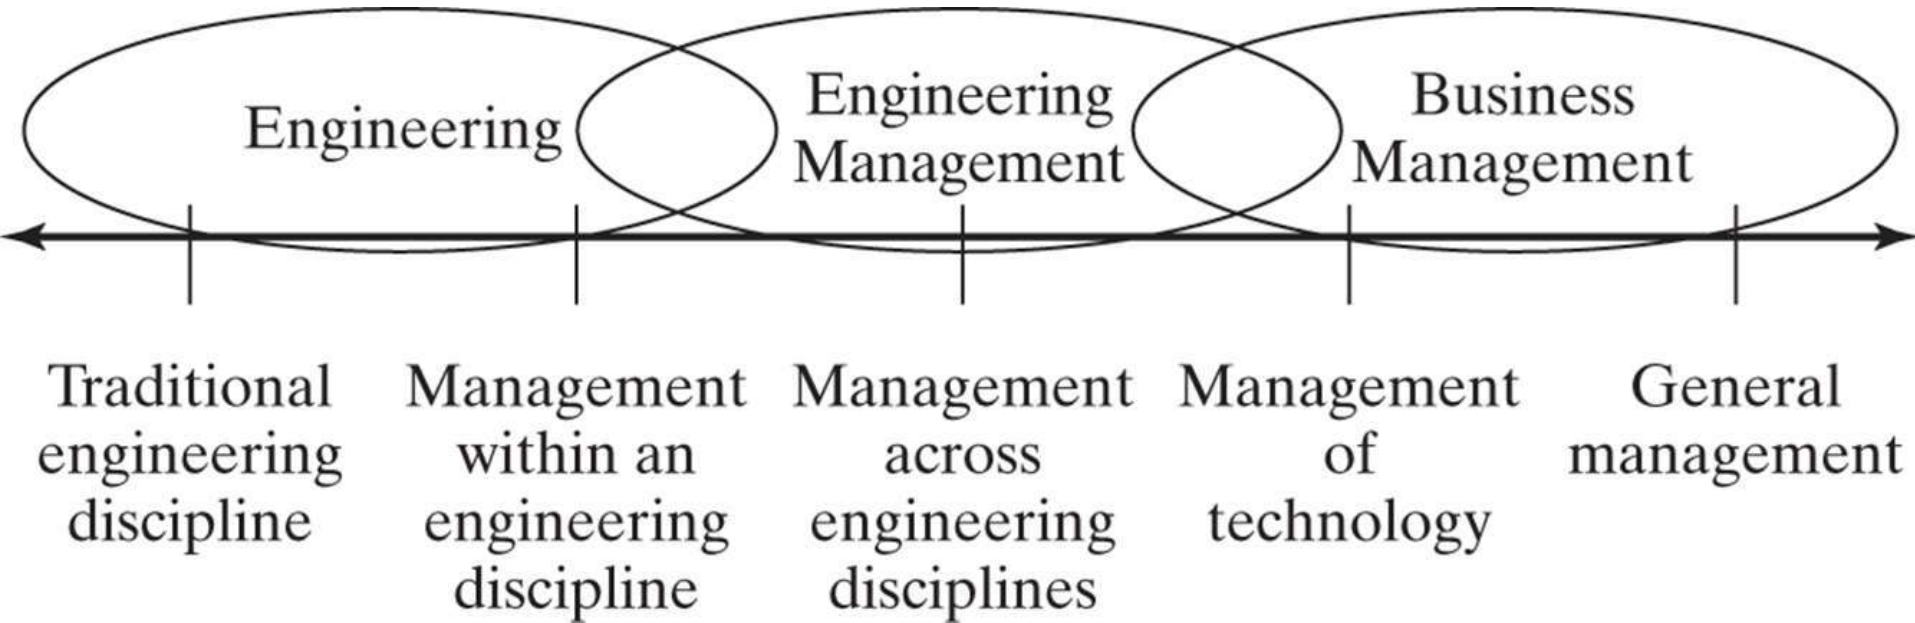 Engineering
Engineering
Management
Business
Management
Traditional
engineering
discipline
Management
within an
engineering
discipline
Management
across
engineering
disciplines
Management
of
technology
General
management